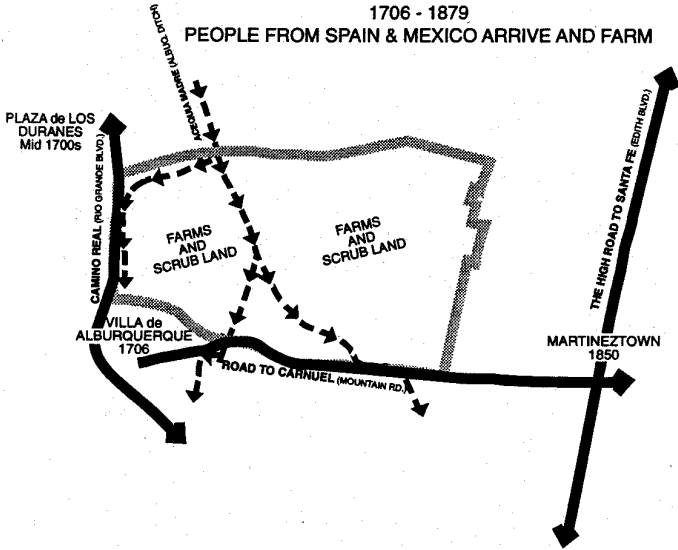 1706 - 1879
PEOPLE FROM SPAIN & MEXICO ARRIVE AND FARM
ACEQUIA MADRE (ALBUQ. DITCH)
PLAZA de LOS
DURANES
Mid 1700s
CAMINO REAL (RIO GRANDE BLVD.)
FARMS
AND
SCRUB LAND
FARMS
AND
SCRUB LAND
THE HIGH ROAD TO SANTA FE (EDITH BLVD.)
VILLA de
ALBURQUERQUE
1706
ROAD TO CARNUEL (MOUNTAIN RD.)
MARTINEZTOWN
1850